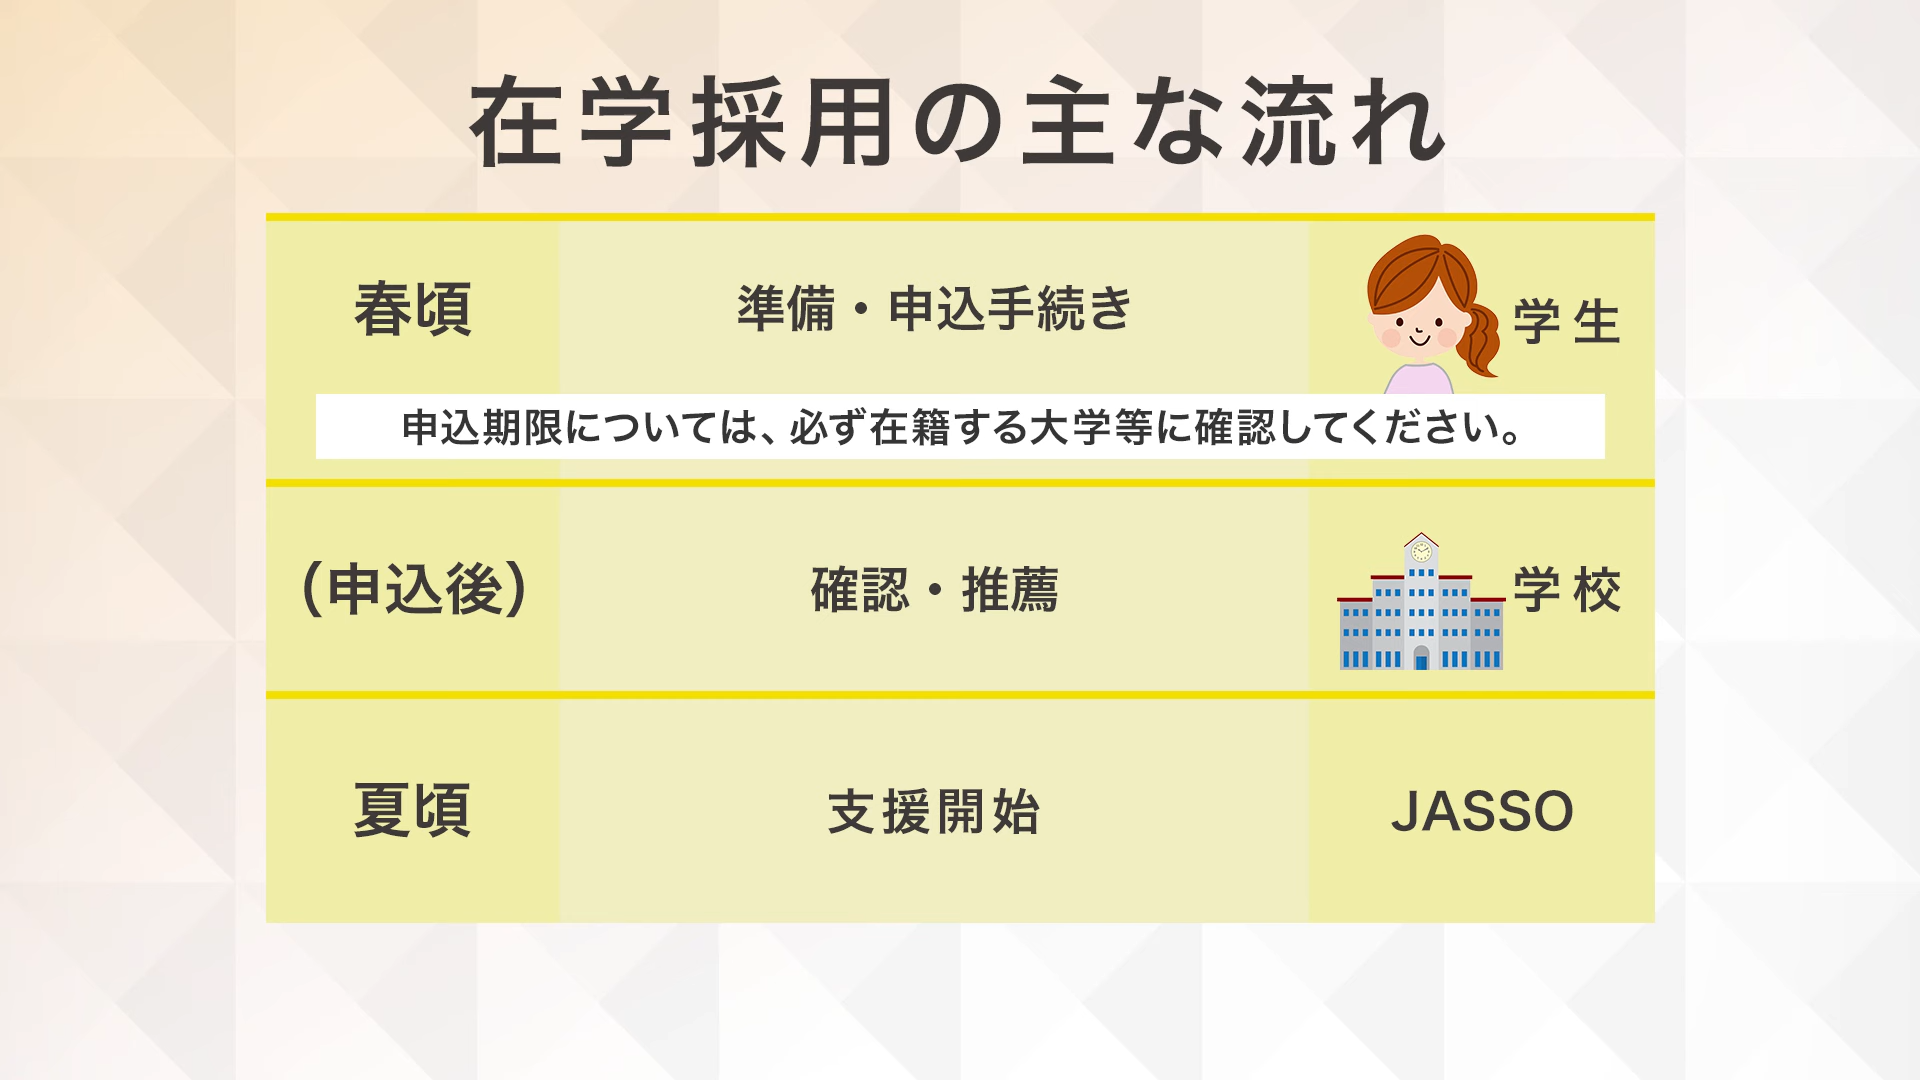 在学採用の主な流れ
春頃 準備・申込手続き 学生
申込期限については、必ず在籍する大学等に確認してください。
（申込後） 確認・推薦 学校
夏頃 支援開始 JASSO